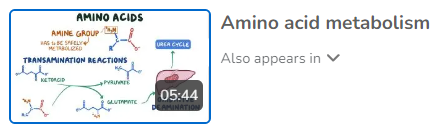 AMINO ACIDS
Amino acid metabolism
AMINE GROUP
HAS to BE SAFELY
METABOLIZED
UREA CYCLE
Also appears in
TRANSAMINATION REACTIONS
KETOACID
PYRUVATE
GLUTAMATE
05:44